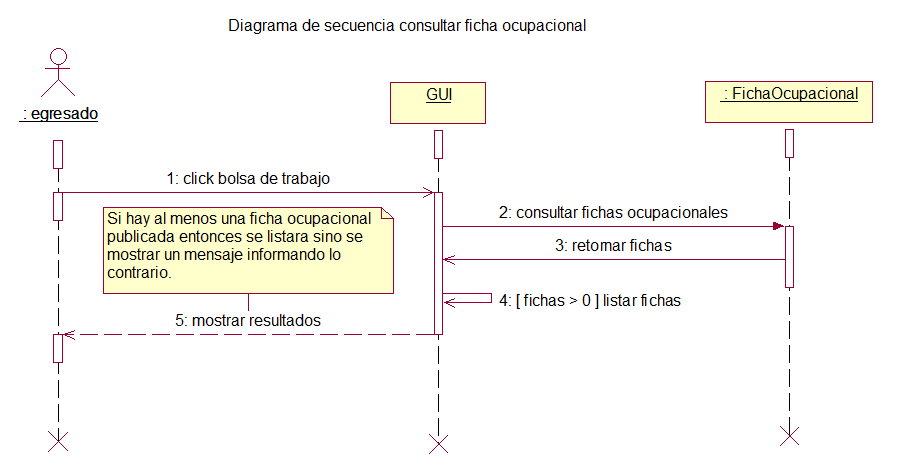 Diagrama de secuencia consultar ficha ocupacional
: egresado
GUI
: FichaOcupacional
1: click bolsa de trabajo
Si hay al menos una ficha ocupacional
publicada entonces se listara sino se
mostrar un mensaje informando lo
contrario.
2: consultar fichas ocupacionales
3: retornar fichas
4: [ fichas > 0 ] listar fichas
5: mostrar resultados